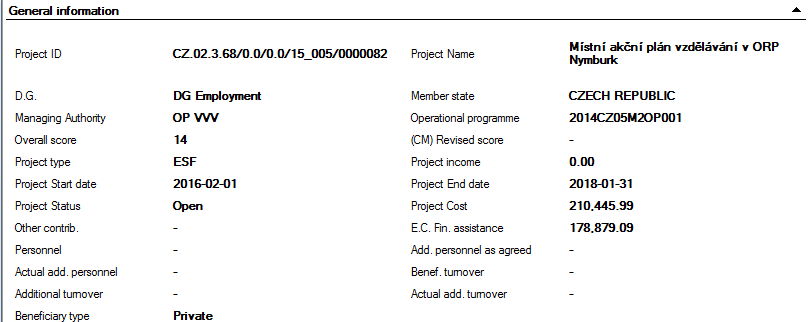 General information
Project ID CZ.02.3.68/0.0/0.0/15_005/0000082 Project Name Místní akční plán vzdělávání v ORP
Nymburk
D.G. DG Employment Member state CZECH REPUBLIC
Managing Authority OP VVV Operational programme 2014CZ05M2OP001
Overall score 14 (CM) Revised score -
Project type ESF Project income 0.00
Project Start date 2016-02-01 Project End date 2018-01-31
Project Status Open Project Cost 210,445.99
Other contrib. - E.C. Fin. assistance 178,879.09
Personnel - Add. personnel as agreed -
Actual add. personnel - Benef. turnover -
Additional turnover - Actual add. turnover -
Beneficiary type Private